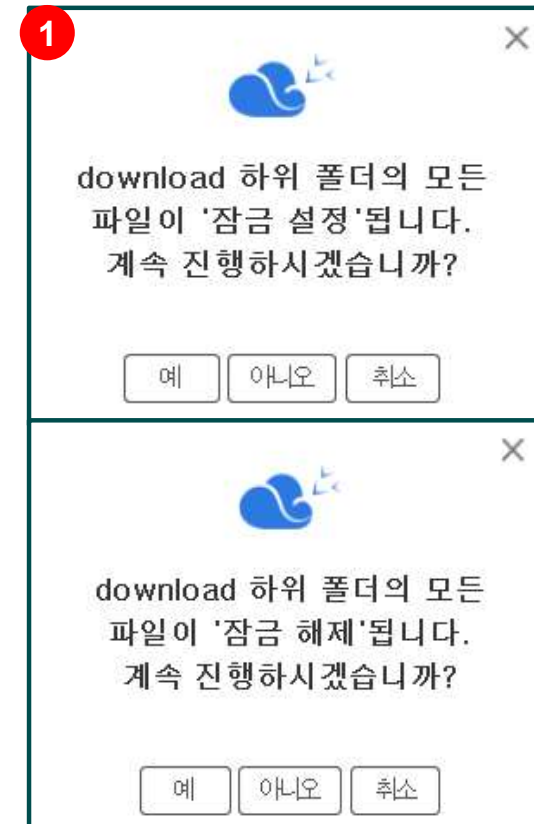 1
download 하위 폴더의 모든
파일이 '잠금 설정'됩니다.
계속 진행하시겠습니까?
예 아니오 취소
download 하위 폴더의 모든
파일이 '잠금 해제'됩니다.
계속 진행하시겠습니까?
예 아니오 취소